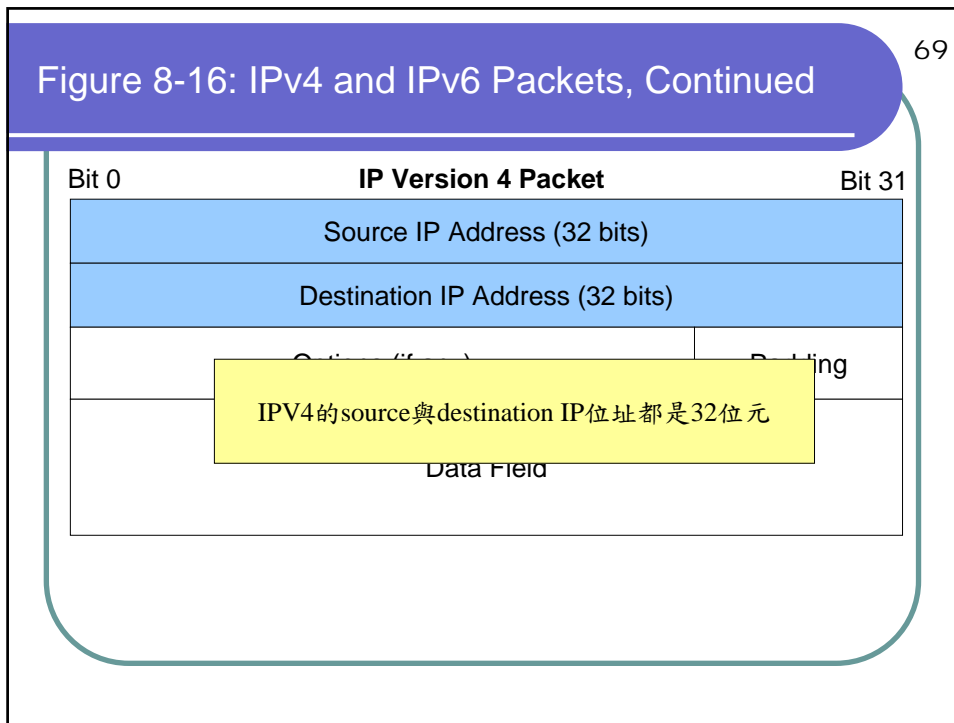 69
Figure 8-16: IPv4 and IPv6 Packets, Continued
Bit 0 IP Version 4 Packet Bit 31
Source IP Address (32 bits)
Destination IP Address (32 bits)
IPV4的source與destination IP位址都是32位元
Data Field